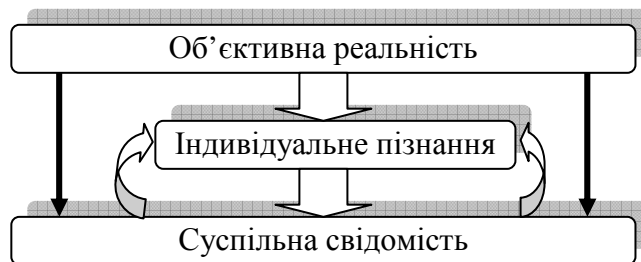 Об’єктивна реальність
Індивідуальне пізнання
Суспільна свідомість